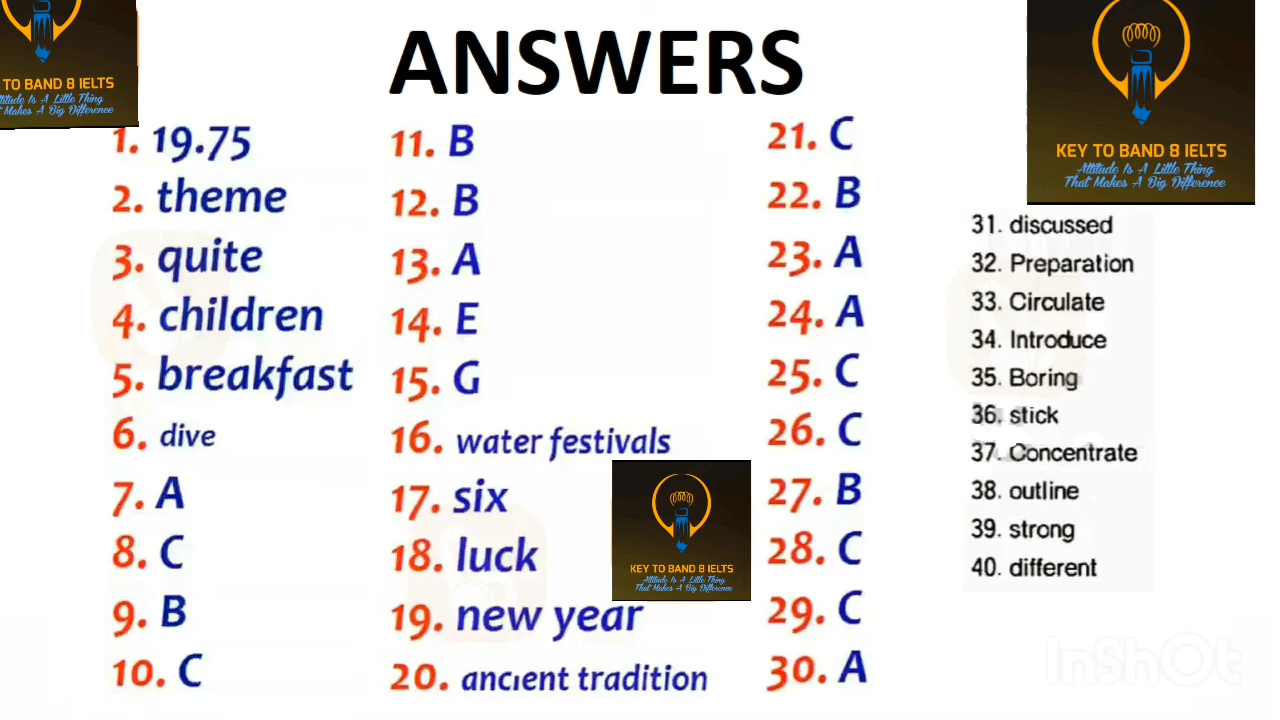 ANSWERS
TO BAND 8 IELTS
ttitude Is A Little Thing
t Makes A Big Difference
1. 19.75
2. theme
3. quite
4. children
5. breakfast
6. dive
7. A
8. C
9. B
10. C
11. B
12. B
13. A
14. E
15. G
16. water festivals
17. six
18. luck
19. new year
20. ancient tradition
KEY TO BAND 8 IELTS
Attitude Is A Little Thing
That Makes A Big Difference
21. C
22. B
23. A
24. A
25. C
26. C
27. B
28. C
29. C
30. A
KEY TO BAND 8 IELTS
Attitude Is A Little Thing
That Makes A Big Difference
31. discussed
32. Preparation
33. Circulate
34. Introduce
35. Boring
36. stick
37. Concentrate
38. outline
39. strong
40. different
InShOt